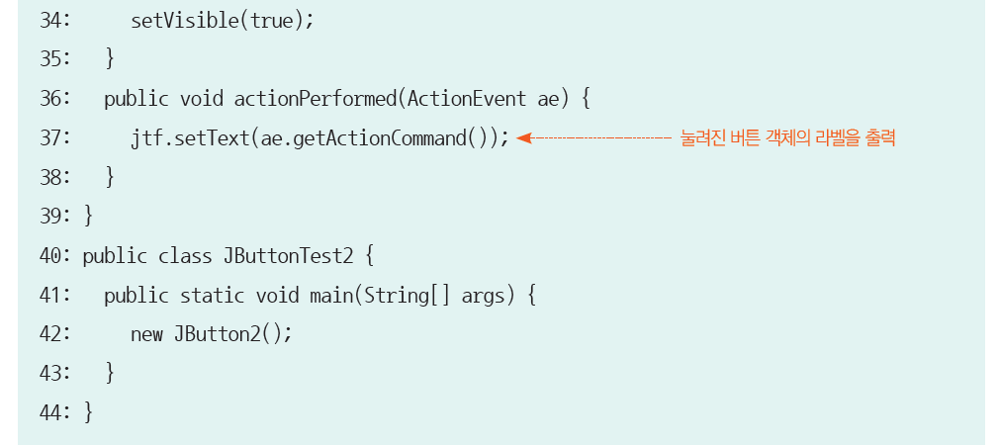 34: setVisible(true);
35: }
36: public void actionPerformed(ActionEvent ae) {
37: jtf.setText(ae.getActionCommand()); 눌려진 버튼 객체의 라벨을 출력
38: }
39: }
40: public class JButtonTest2 {
41: public static void main(String[] args) {
42: new JButton2();
43: }
44: }